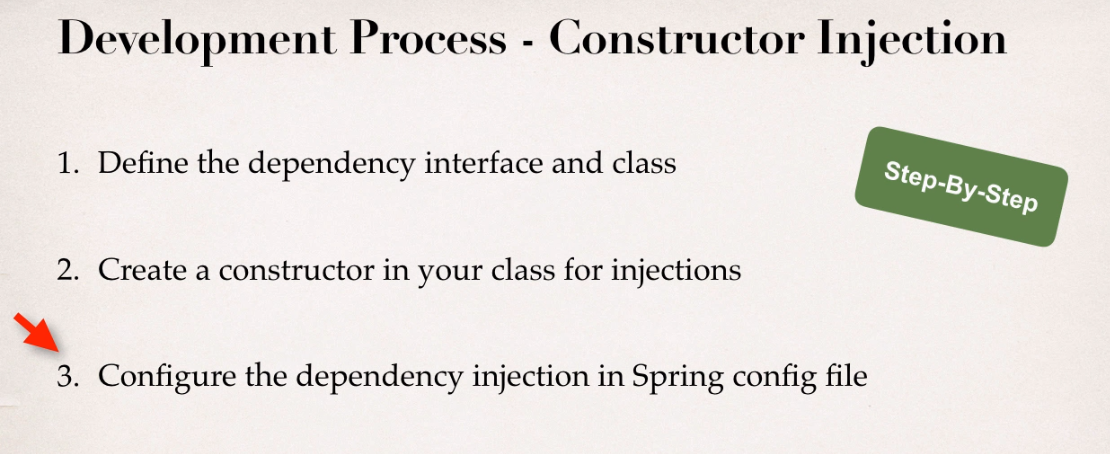 Development Process - Constructor Injection
Step-By-Step
1. Define the dependency interface and class
2. Create a constructor in your class for injections
3. Configure the dependency injection in Spring config file